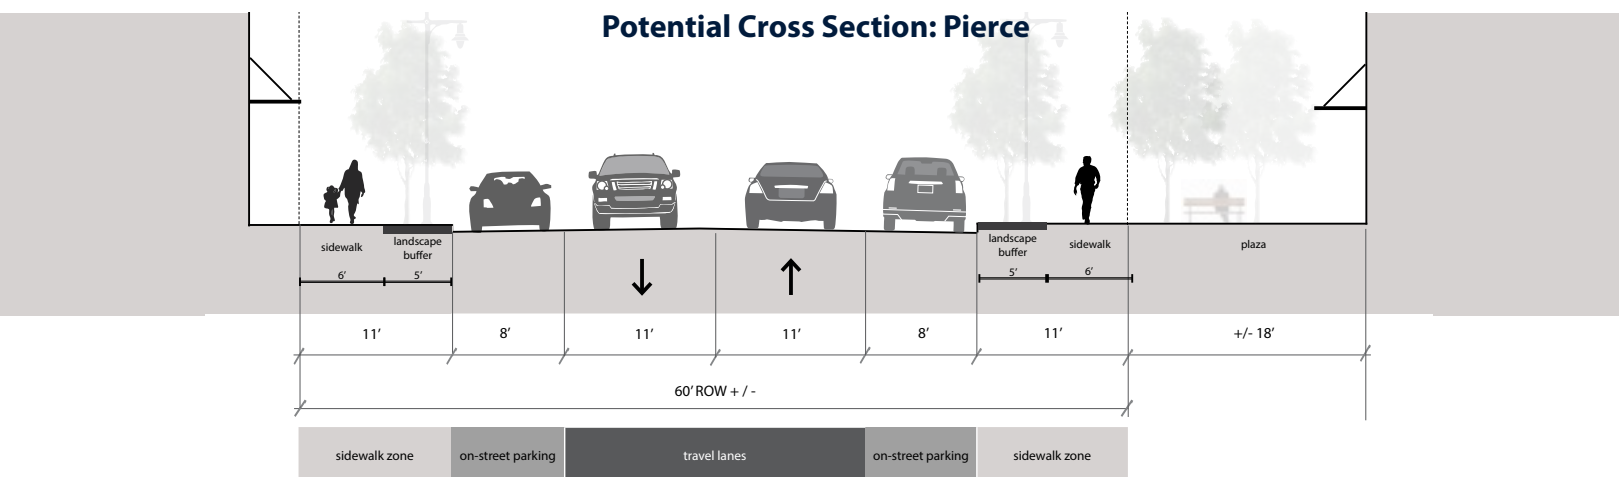 Potential Cross Section: Pierce
sidewalk
landscape
buffer
landscape
buffer
sidewalk
plaza
6’
5’
5’
6’
11’
8’
11’
11’
8’
11’
+/- 18’
60’ ROW + / -
sidewalk zone
on-street parking
travel lanes
on-street parking
sidewalk zone